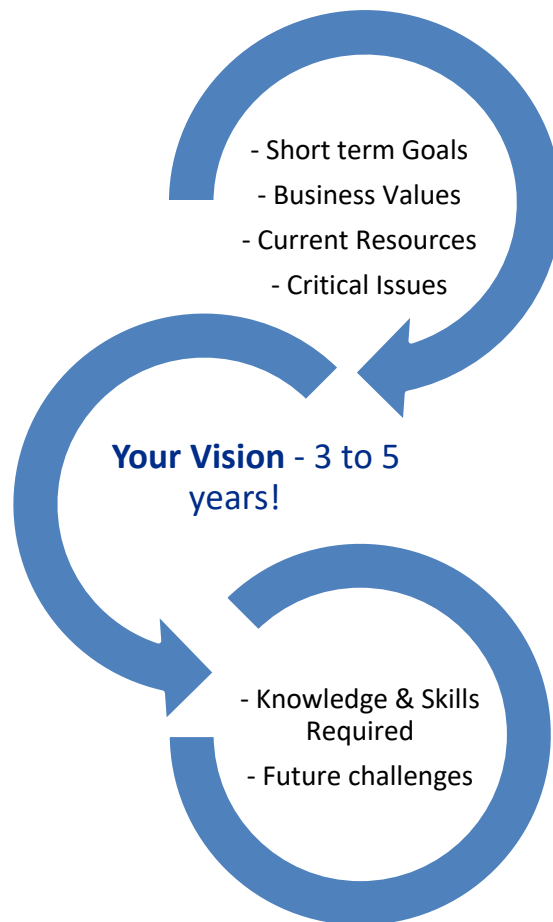 - Short term Goals
- Business Values
- Current Resources
- Critical Issues
Your Vision - 3 to 5
years!
- Knowledge & Skills
Required
- Future challenges